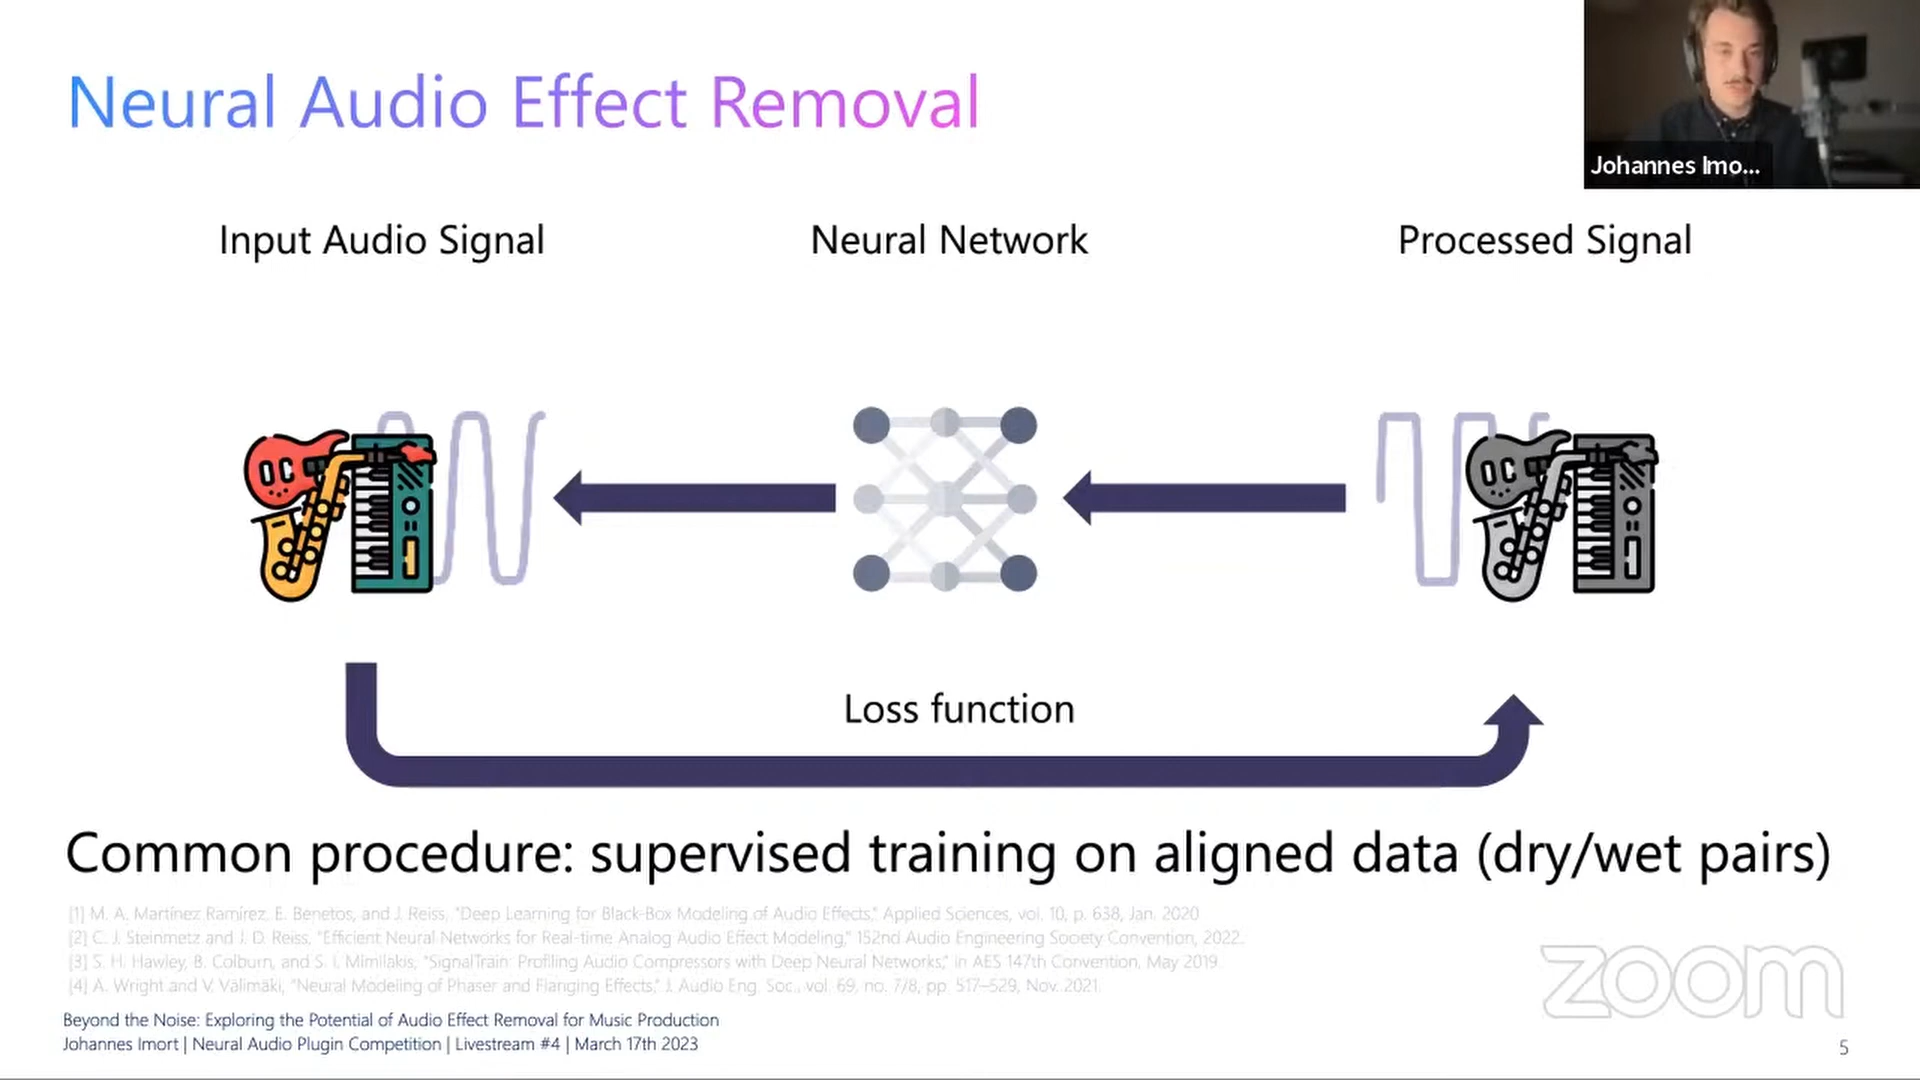 Neural Audio Effect Removal
Johannes Imo...
Input Audio Signal
Neural Network
Processed Signal
Loss function
Common procedure: supervised training on aligned data (dry/wet pairs)
[1] M. A. Martínez Ramírez, E. Benetos, and J. Reiss, "Deep Learning for Black-Box Modeling of Audio Effects," Applied Sciences, vol. 10, p. 638, Jan. 2020
[2] C. J. Steinmetz and J. D. Reiss, "Efficient Neural Networks for Real-time Analog Audio Effect Modeling," 152nd Audio Engineering Society Convention, 2022.
[3] S. H. Hawley, B. Colburn, and S. I. Mimilakis, "SignalTrain: Profiling Audio Compressors with Deep Neural Networks," in AES 147th Convention, May 2019
[4] A. Wright and V. Välimäki, "Neural Modeling of Phaser and Flanging Effects," J. Audio Eng. Soc., vol. 69, no. 7/8, pp. 517–529, Nov. 2021
zoom
Beyond the Noise: Exploring the Potential of Audio Effect Removal for Music Production
Johannes Imort | Neural Audio Plugin Competition | Livestream #4 | March 17th 2023
5